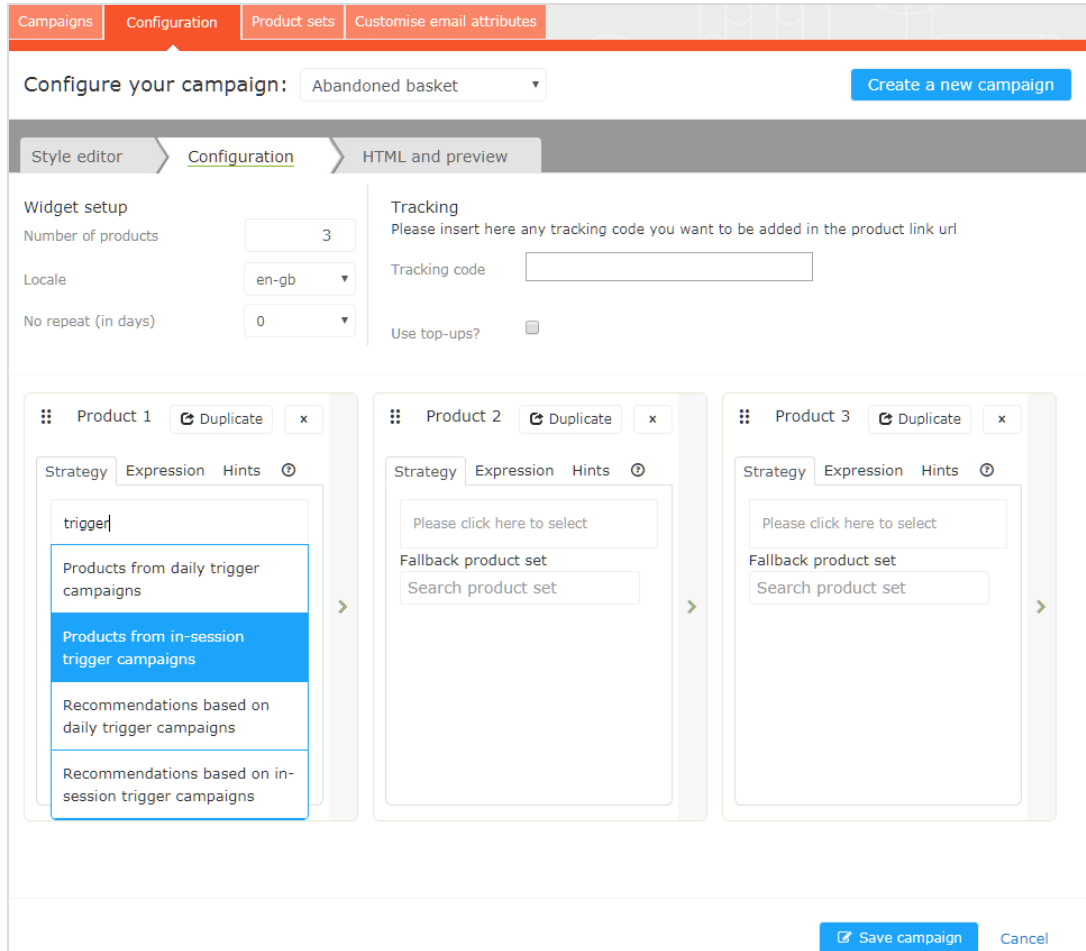 Campaigns Configuration Product sets Customise email attributes
Configure your campaign: Abandoned basket Create a new campaign
Style editor Configuration HTML and preview
Widget setup
Number of products 3
Locale en-gb
No repeat (in days) 0
Tracking
Please insert here any tracking code you want to be added in the product link url
Tracking code
Use top-ups?
Product 1 Duplicate x
Strategy Expression Hints ?
trigger
Products from daily trigger
campaigns
Products from in-session
trigger campaigns
Recommendations based on
daily trigger campaigns
Recommendations based on in-
session trigger campaigns
Product 2 Duplicate x
Strategy Expression Hints ?
Please click here to select
Fallback product set
Search product set
Product 3 Duplicate x
Strategy Expression Hints ?
Please click here to select
Fallback product set
Search product set
Save campaign Cancel